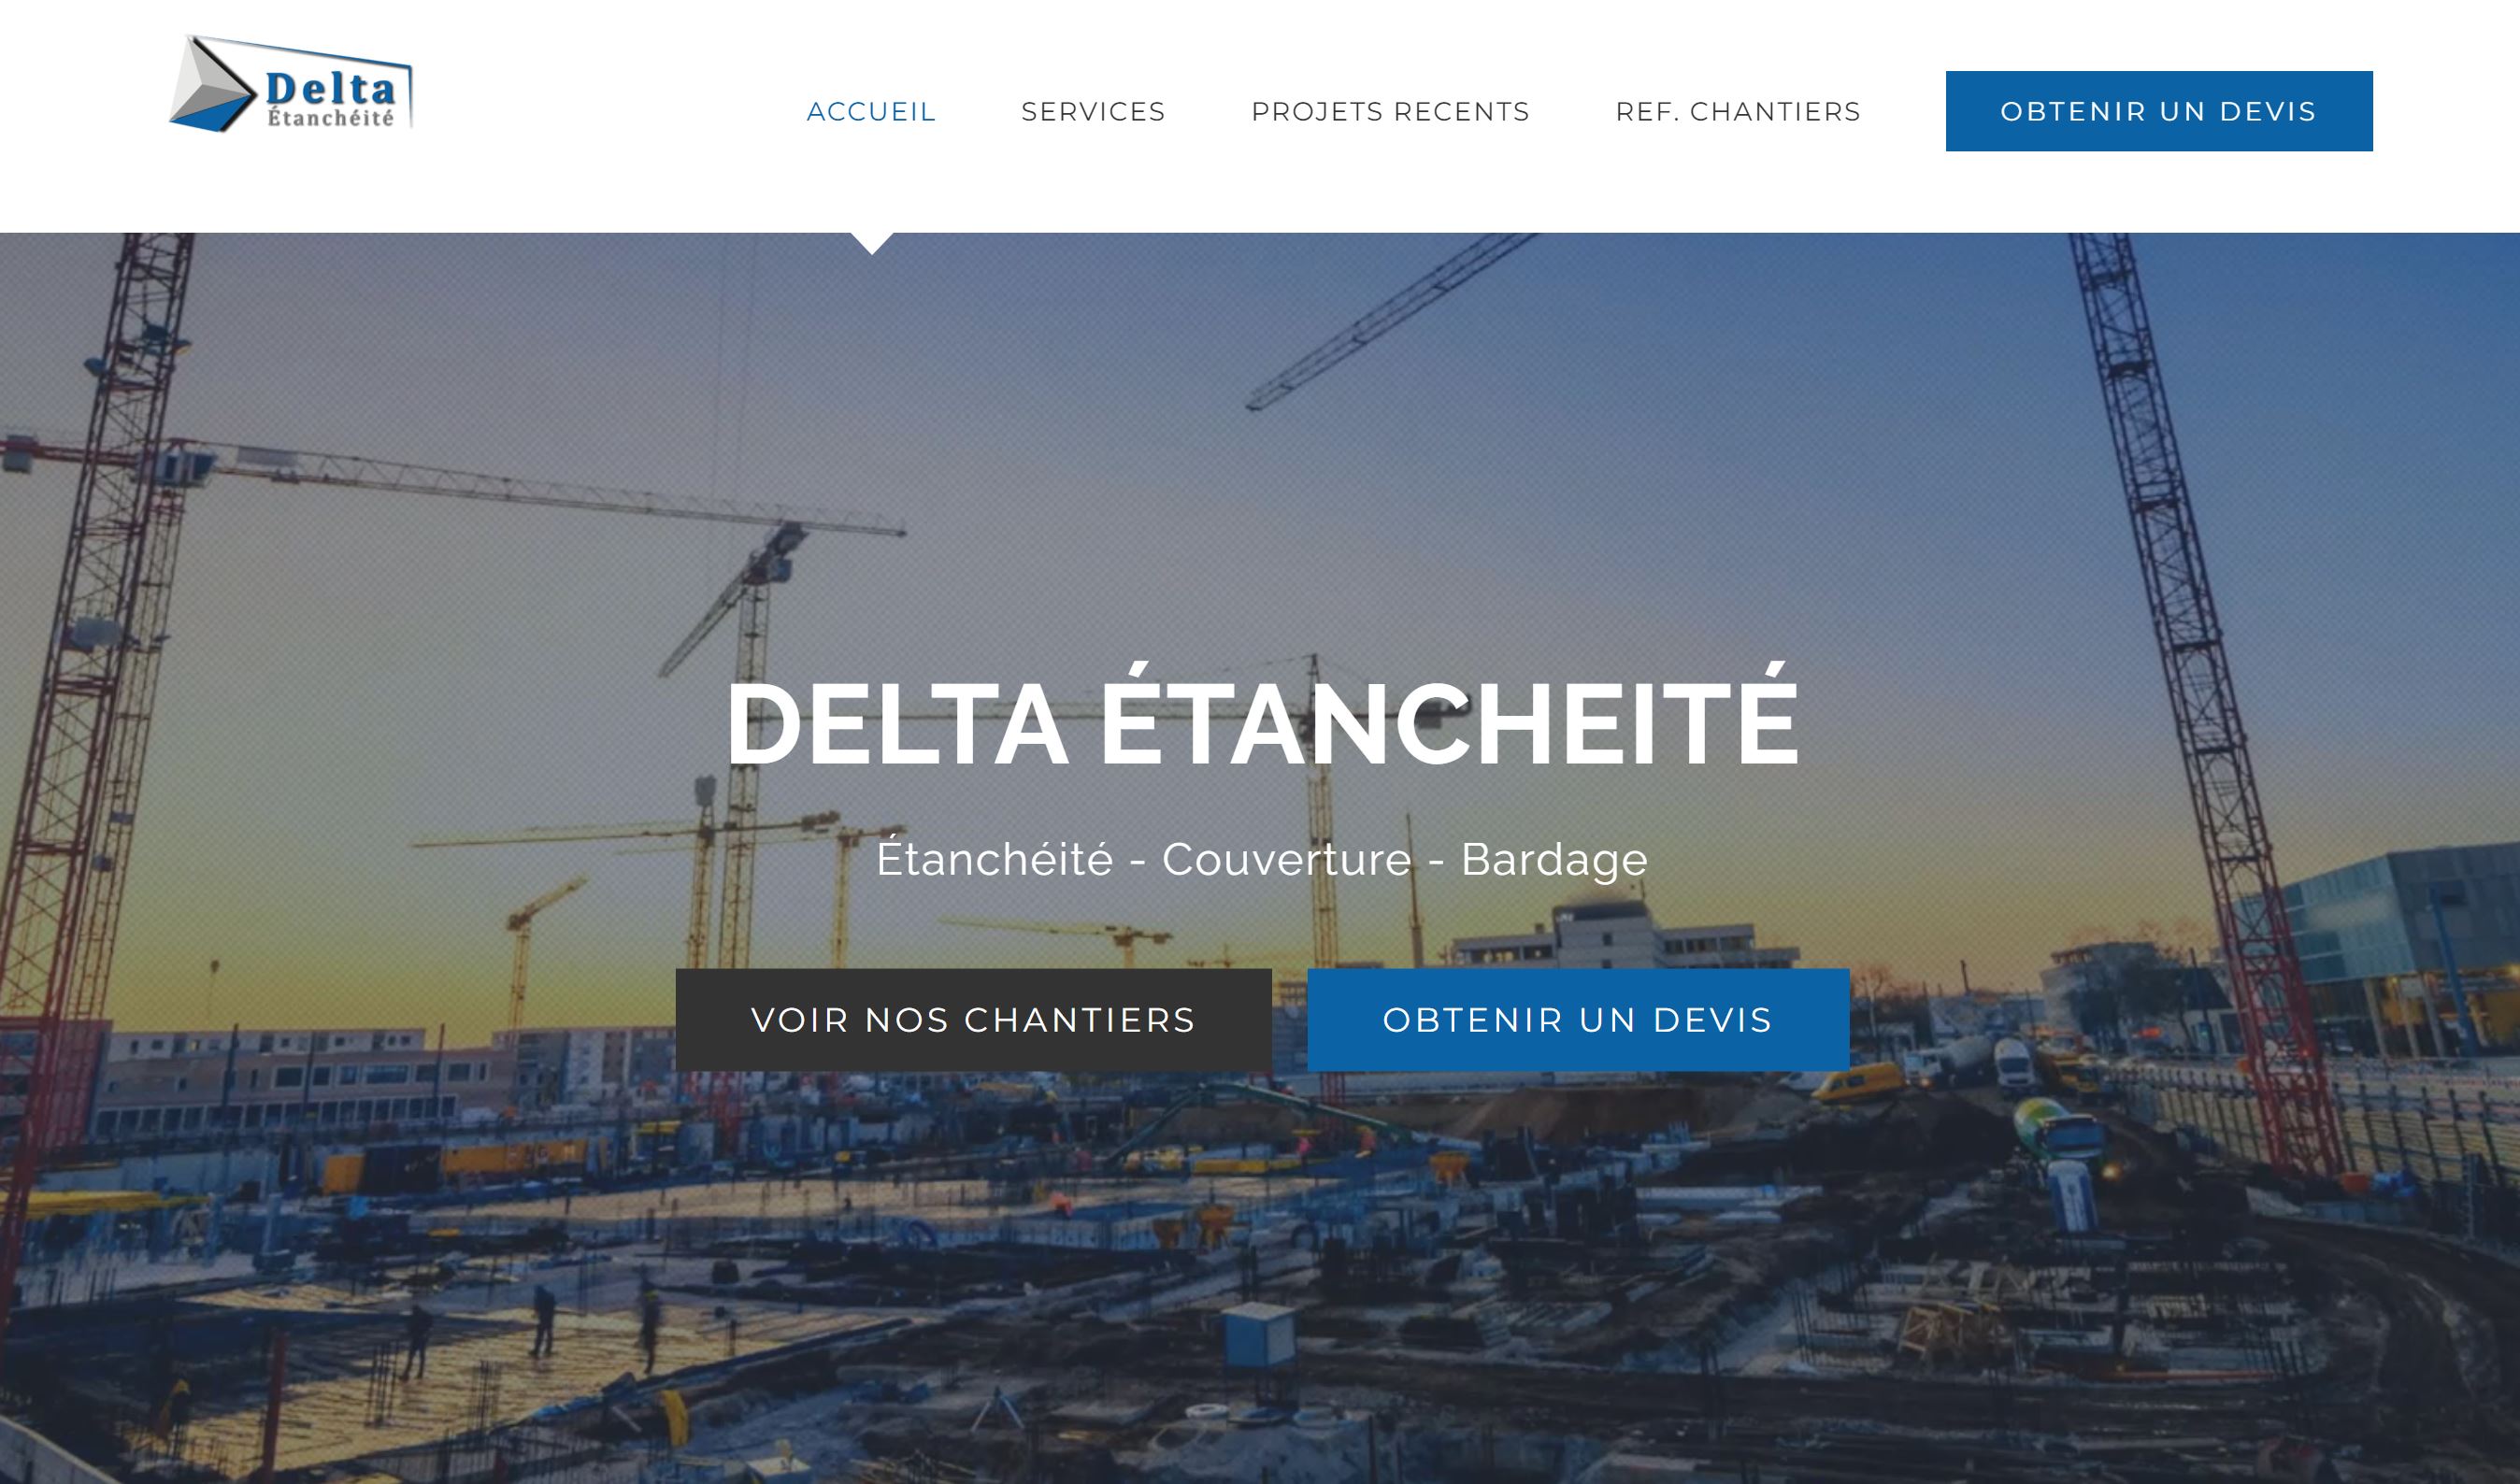 Delta
Étanchéité
ACCUEIL
SERVICES
PROJETS RECENTS
REF. CHANTIERS
OBTENIR UN DEVIS
DELTA ÉTANCHEITÉ
Étanchéité - Couverture - Bardage
VOIR NOS CHANTIERS
OBTENIR UN DEVIS